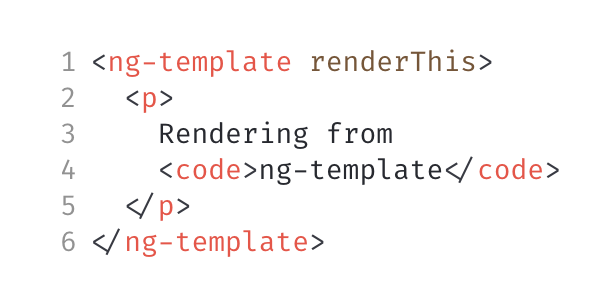 1 <ng-template renderThis>
2   <p>
3     Rendering from
4     <code>ng-template</code>
5   </p>
6 </ng-template>